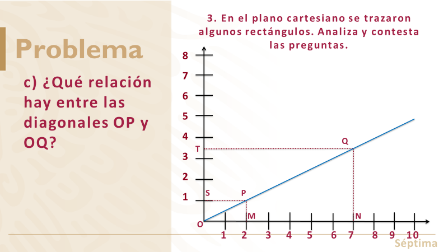 Problema
c) ¿Qué relación
hay entre las
diagonales OP y
OQ?
3. En el plano cartesiano se trazaron
algunos rectángulos. Analiza y contesta
las preguntas.
8
7
6
5
4
T
Q
3
2
S
P
1
O
M
N
1 2 3 4 5 6 7 8 9 10
Séptima